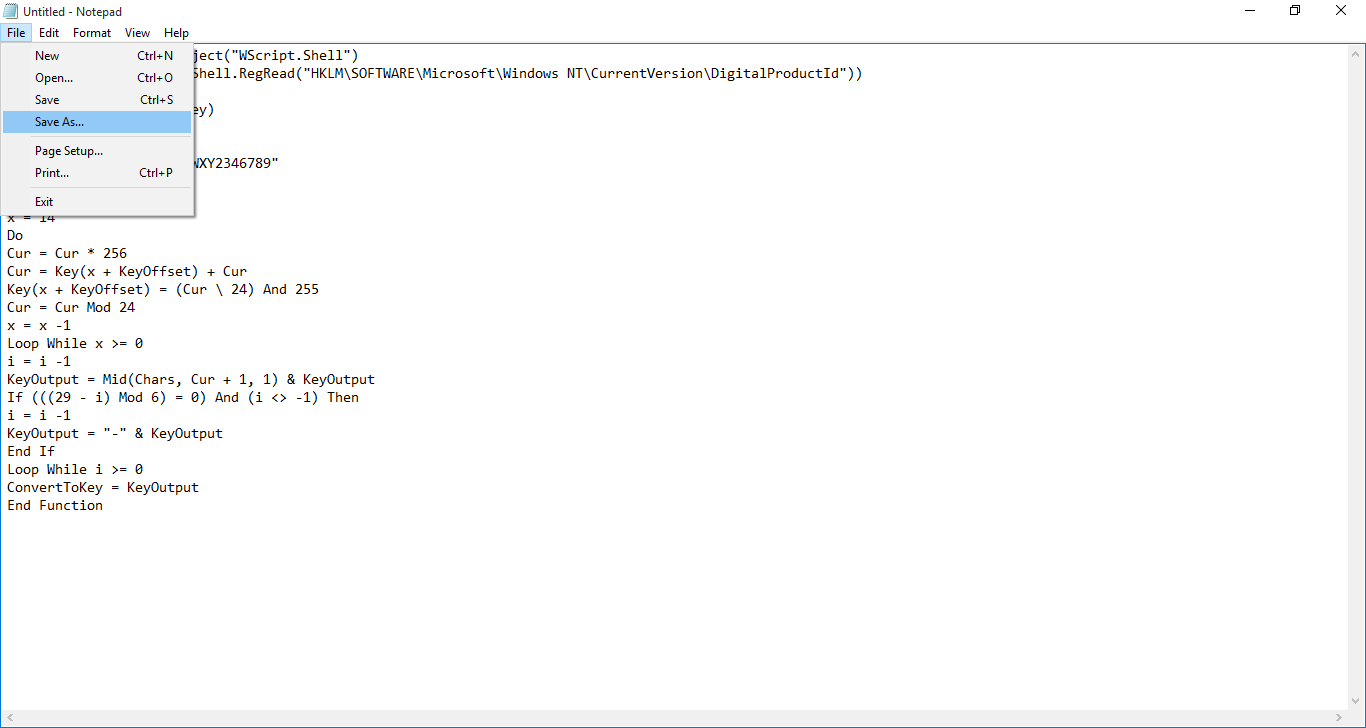 Untitled - Notepad
File Edit Format View Help
New Ctrl+N
Open... Ctrl+O
Save Ctrl+S
Save As...
Page Setup...
Print... Ctrl+P
Exit
ject("WScript.Shell")
Shell.RegRead("HKLM\SOFTWARE\Microsoft\Windows NT\CurrentVersion\DigitalProductId"))
ey)
WXY2346789"
x = 14
Do
Cur = Cur * 256
Cur = Key(x + KeyOffset) + Cur
Key(x + KeyOffset) = (Cur \ 24) And 255
Cur = Cur Mod 24
x = x -1
Loop While x >= 0
i = i -1
KeyOutput = Mid(Chars, Cur + 1, 1) & KeyOutput
If (((29 - i) Mod 6) = 0) And (i <> -1) Then
i = i -1
KeyOutput = "-" & KeyOutput
End If
Loop While i >= 0
ConvertToKey = KeyOutput
End Function